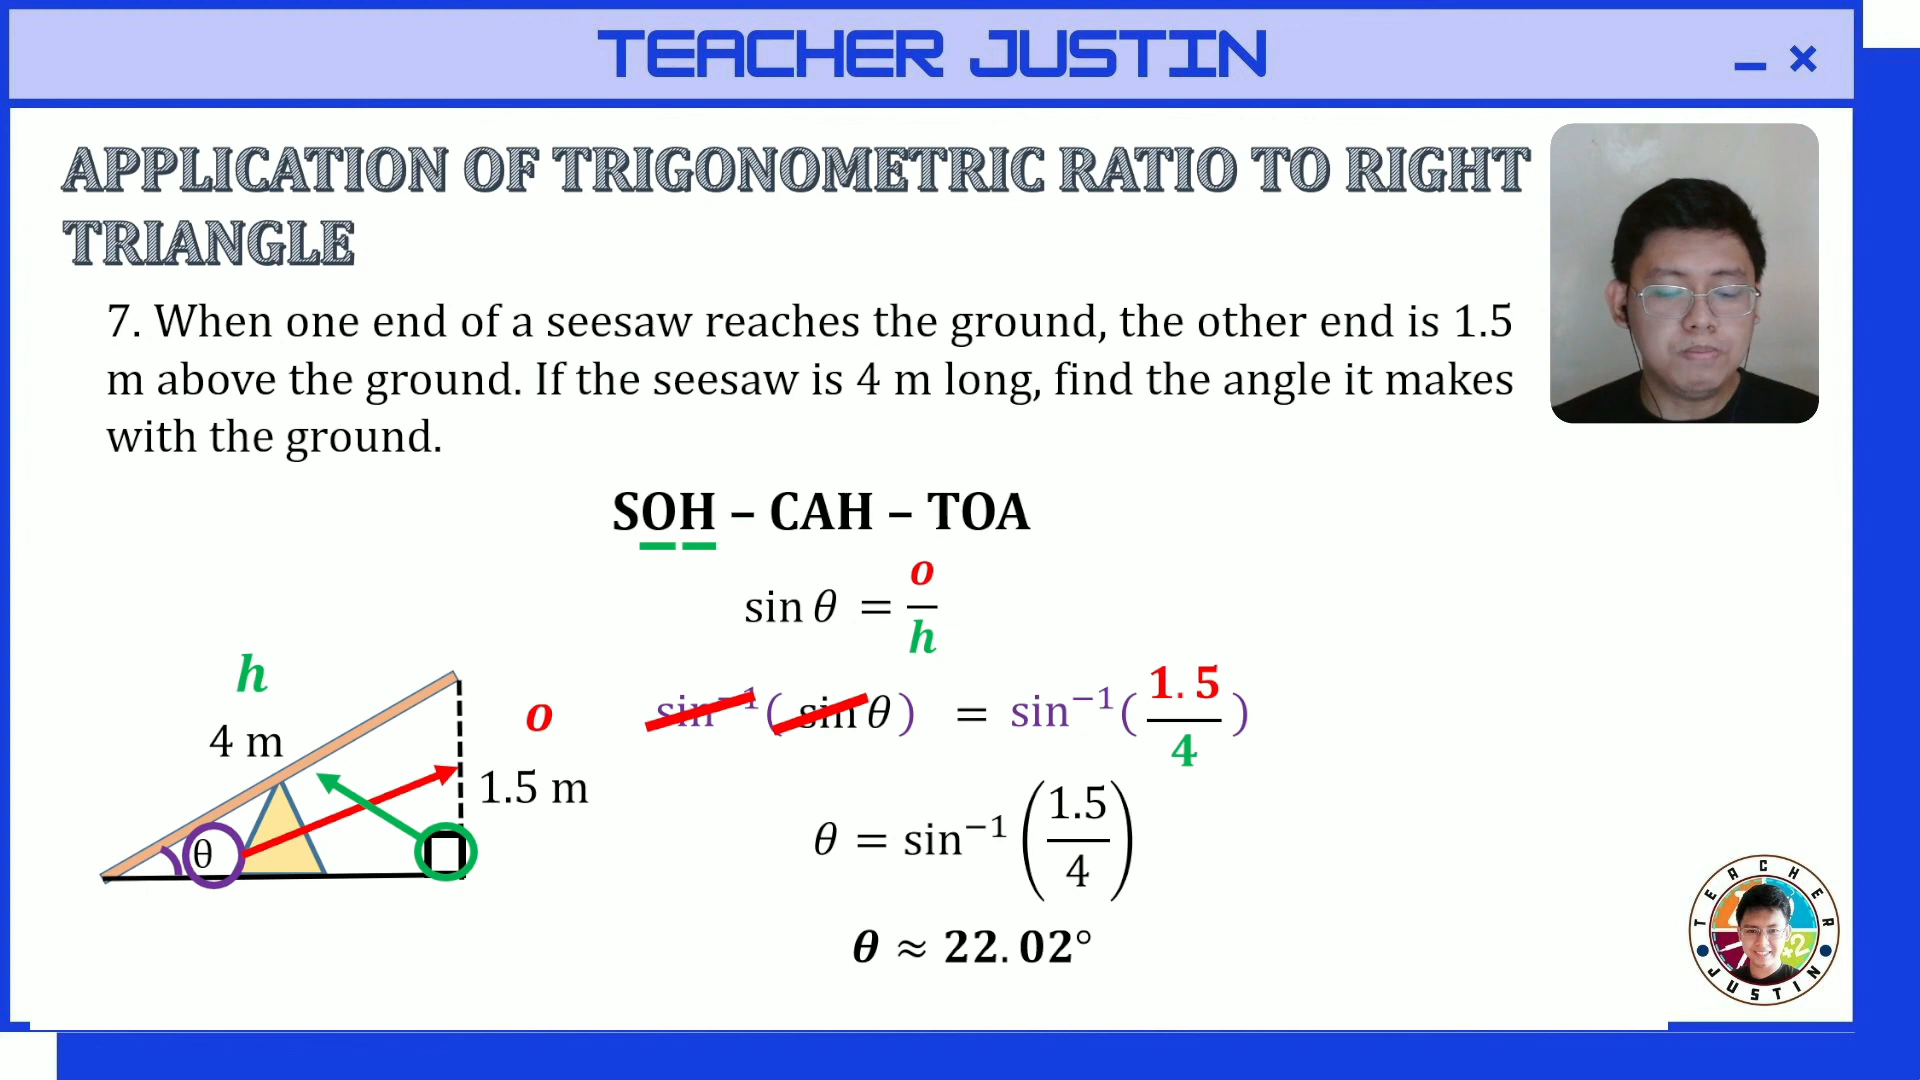 TEACHER JUSTIN
APPLICATION OF TRIGONOMETRIC RATIO TO RIGHT
TRIANGLE
7. When one end of a seesaw reaches the ground, the other end is 1.5
m above the ground. If the seesaw is 4 m long, find the angle it makes
with the ground.
SOH – CAH – TOA
sin θ = o/h
h
4 m
o
1.5 m
θ
sin⁻¹( sin θ ) = sin⁻¹( 1.5/4 )
θ = sin⁻¹(1.5/4)
θ ≈ 22.02°
TEACHER
JUSTIN